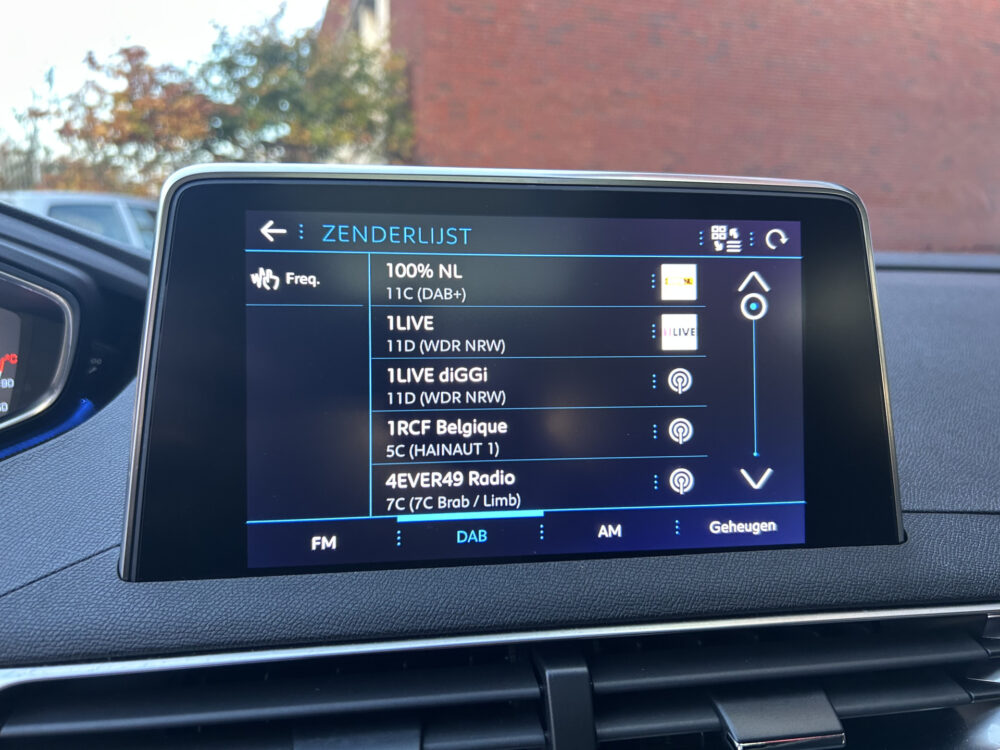 ZENDERLIJST
Freq.
100% NL
11C (DAB+)
1LIVE
11D (WDR NRW)
1LIVE
1LIVE diGGi
11D (WDR NRW)
1RCF Belgique
5C (HAINAUT 1)
4EVER49 Radio
7C (7C Brab / Limb)
FM
DAB
AM
Geheugen